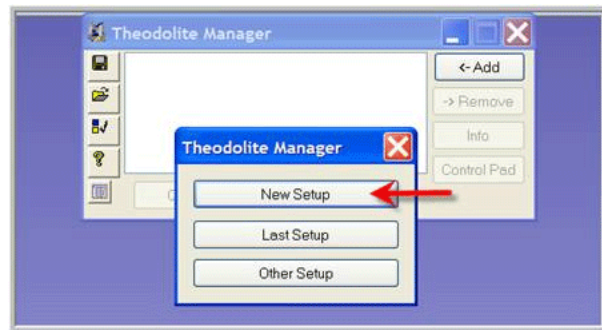 Theodolite Manager
<- Add
-> Remove
Info
Control Pad
Theodolite Manager
New Setup
Last Setup
Other Setup